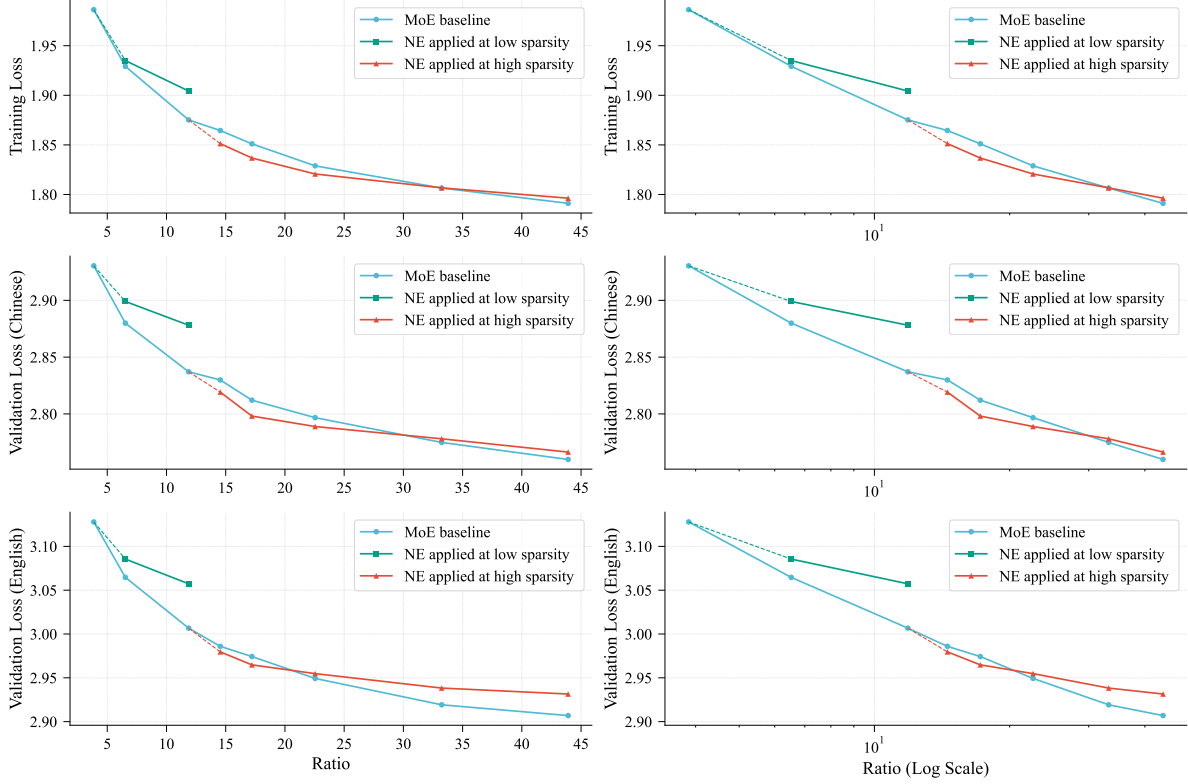 Training Loss
1.95
1.90
1.85
1.80
MoE baseline
NE applied at low sparsity
NE applied at high sparsity
5 10 15 20 25 30 35 40 45
Training Loss
1.95
1.90
1.85
1.80
MoE baseline
NE applied at low sparsity
NE applied at high sparsity
10^1
Validation Loss (Chinese)
2.90
2.85
2.80
MoE baseline
NE applied at low sparsity
NE applied at high sparsity
5 10 15 20 25 30 35 40 45
Validation Loss (Chinese)
2.90
2.85
2.80
MoE baseline
NE applied at low sparsity
NE applied at high sparsity
10^1
Validation Loss (English)
3.10
3.05
3.00
2.95
2.90
MoE baseline
NE applied at low sparsity
NE applied at high sparsity
5 10 15 20 25 30 35 40 45
Ratio
Validation Loss (English)
3.10
3.05
3.00
2.95
2.90
MoE baseline
NE applied at low sparsity
NE applied at high sparsity
10^1
Ratio (Log Scale)